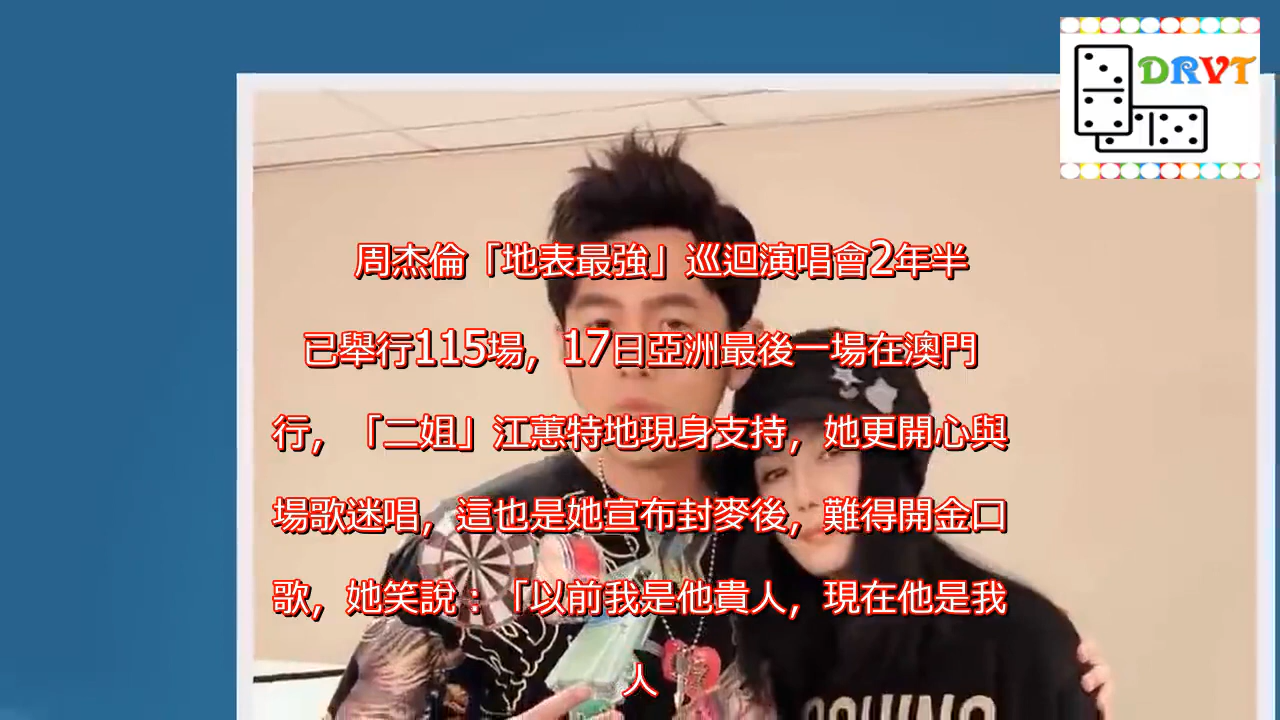 DRVT
周杰倫「地表最強」巡迴演唱會2年半
已舉行115場，17日亞洲最後一場在澳門
行，「二姐」江蕙特地現身支持，她更開心與
場歌迷唱，這也是她宣布封麥後，難得開金口
歌，她笑說：「以前我是他貴人，現在他是我
人